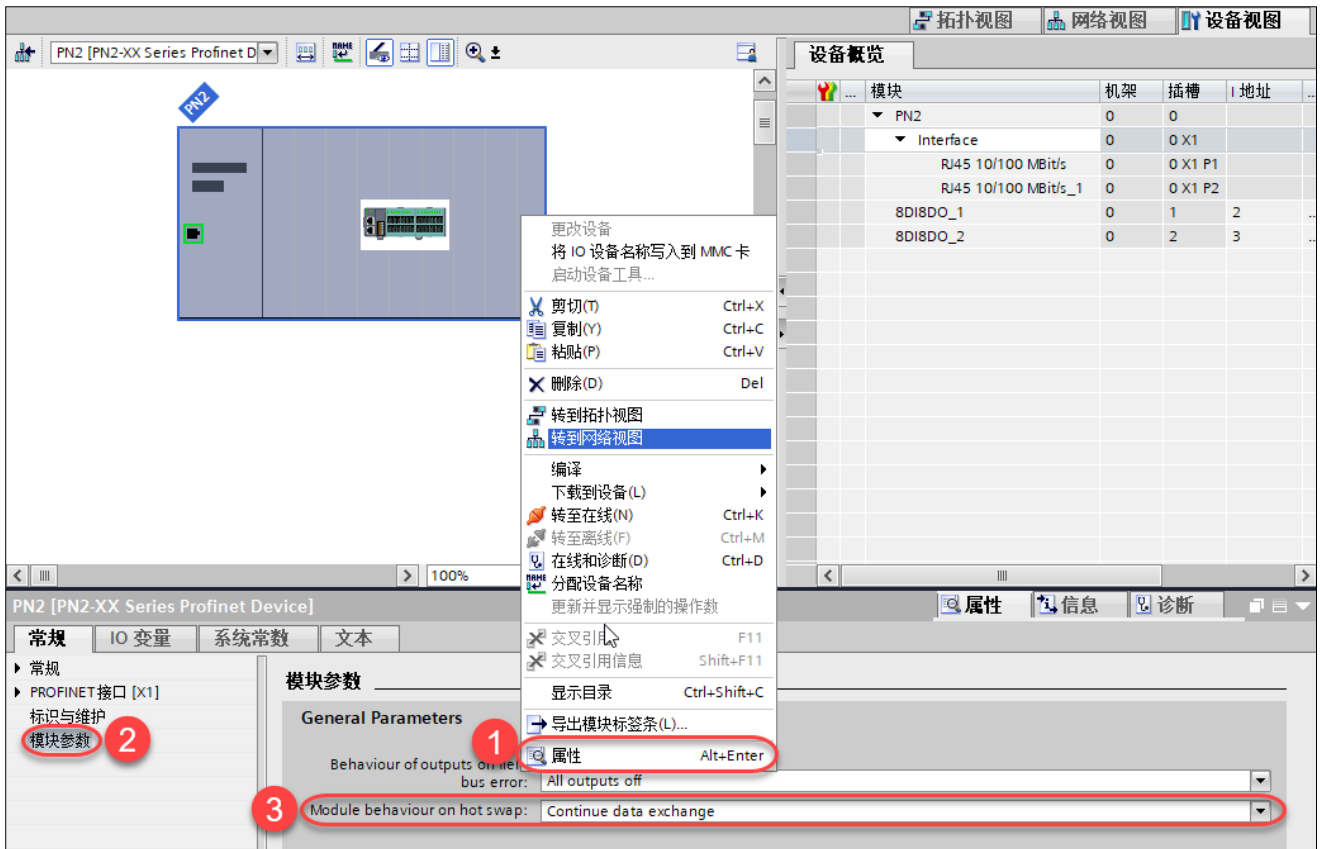 拓扑视图 网络视图 设备视图
PN2 [PN2-XX Series Profinet D
设备概览
... 模块 机架 插槽 I 地址 ...
PN2 0 0
Interface 0 0 X1
RJ45 10/100 MBit/s 0 0 X1 P1
RJ45 10/100 MBit/s_1 0 0 X1 P2
8DI8DO_1 0 1 2 ...
8DI8DO_2 0 2 3 ...
PN2
更改设备
将 IO 设备名称写入到 MMC 卡
启动设备工具...
剪切(T) Ctrl+X
复制(Y) Ctrl+C
粘贴(P) Ctrl+V
删除(D) Del
转到拓扑视图
转到网络视图
编译
下载到设备(L)
转至在线(N) Ctrl+K
转至离线(F) Ctrl+M
在线和诊断(D) Ctrl+D
分配设备名称
更新并显示强制的操作数
交叉引用 F11
交叉引用信息 Shift+F11
显示目录 Ctrl+Shift+C
导出模块标签条(L)...
1 属性 Alt+Enter
100%
PN2 [PN2-XX Series Profinet Device]
属性 信息 诊断
常规 IO 变量 系统常数 文本
常规
PROFINET接口 [X1]
标识与维护
模块参数 2
模块参数
General Parameters
Behaviour of outputs on
bus error: All outputs off
3 Module behaviour on hot swap: Continue data exchange